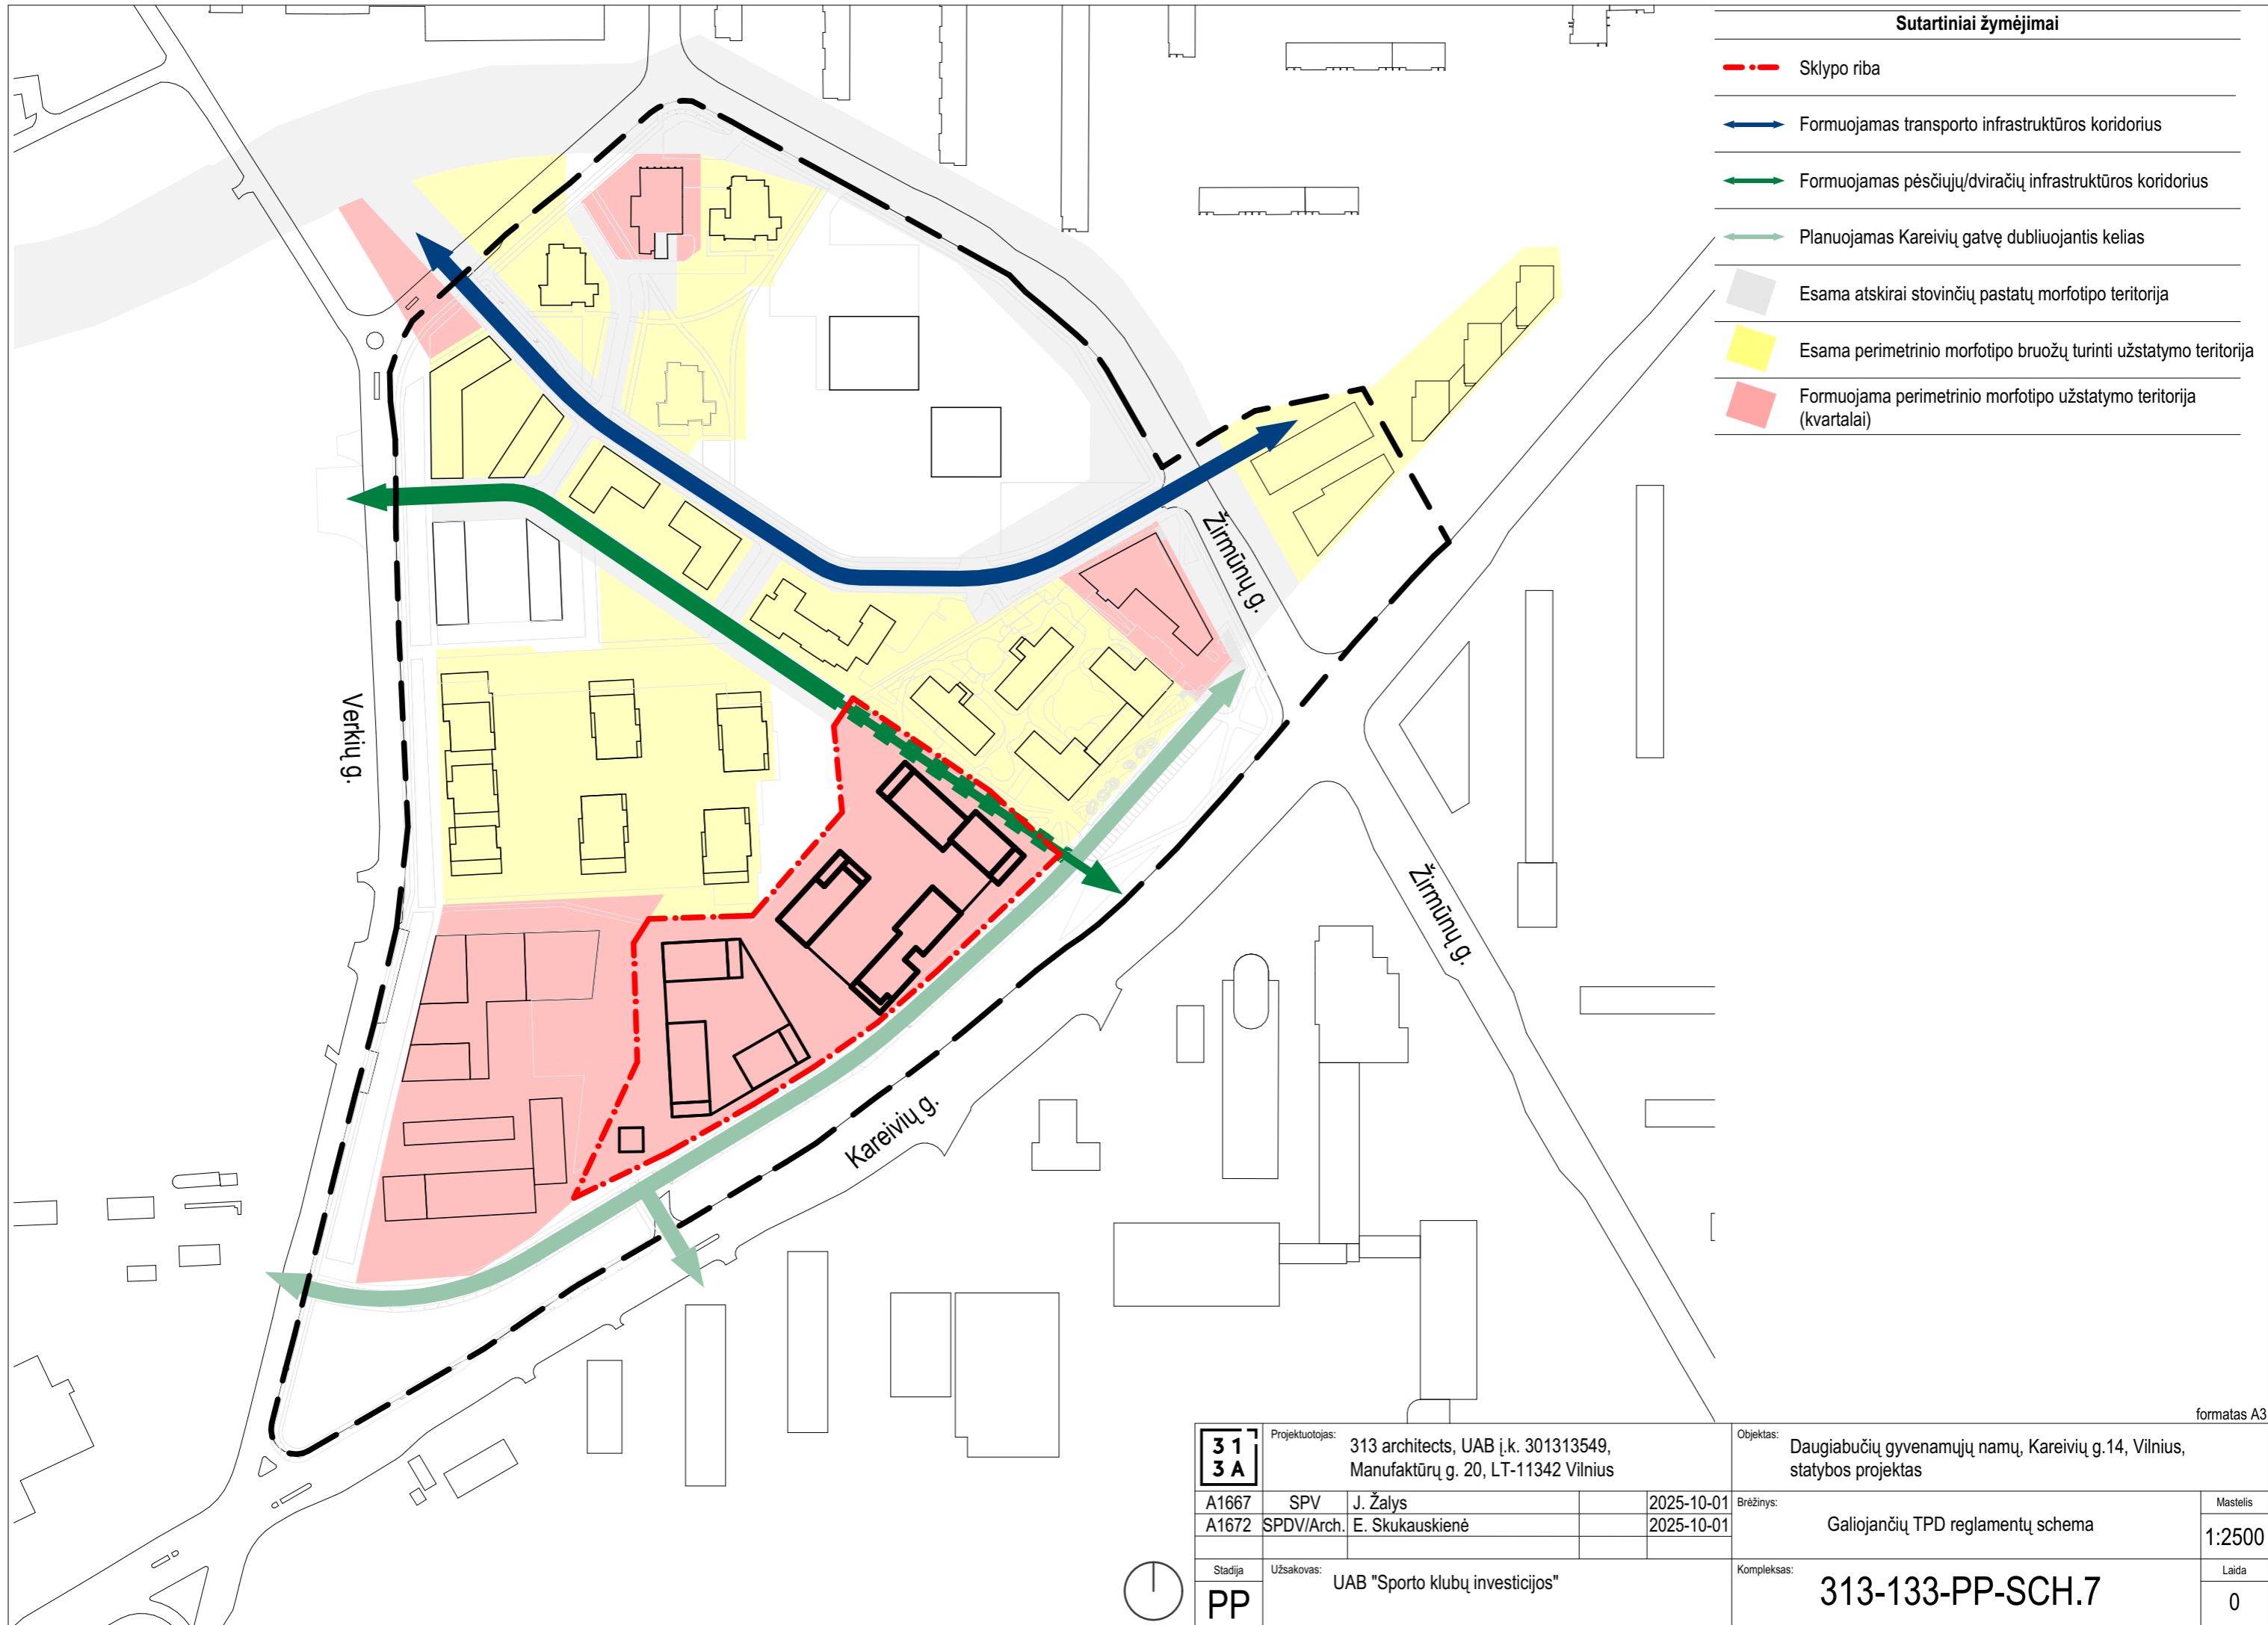 Sutartiniai žymėjimai
Sklypo riba
Formuojamas transporto infrastruktūros koridorius
Formuojamas pėsčiųjų/dviračių infrastruktūros koridorius
Planuojamas Kareivių gatvę dubliuojantis kelias
Esama atskirai stovinčių pastatų morfotipo teritorija
Esama perimetrinio morfotipo bruožų turinti užstatymo teritorija
Formuojama perimetrinio morfotipo užstatymo teritorija
(kvartalai)
Žirmūnų g.
Verkių g.
Žirmūnų g.
Kareivių g.
formatas A3
31
3A
Projektuotojas:
313 architects, UAB į.k. 301313549,
Manufaktūrų g. 20, LT-11342 Vilnius
Objektas:
Daugiabučių gyvenamųjų namų, Kareivių g.14, Vilnius,
statybos projektas
A1667 SPV J. Žalys 2025-10-01
A1672 SPDV/Arch. E. Skukauskienė 2025-10-01
Brėžinys:
Galiojančių TPD reglamentų schema
Mastelis
1:2500
Stadija
PP
Užsakovas:
UAB "Sporto klubų investicijos"
Kompleksas:
313-133-PP-SCH.7
Laida
0